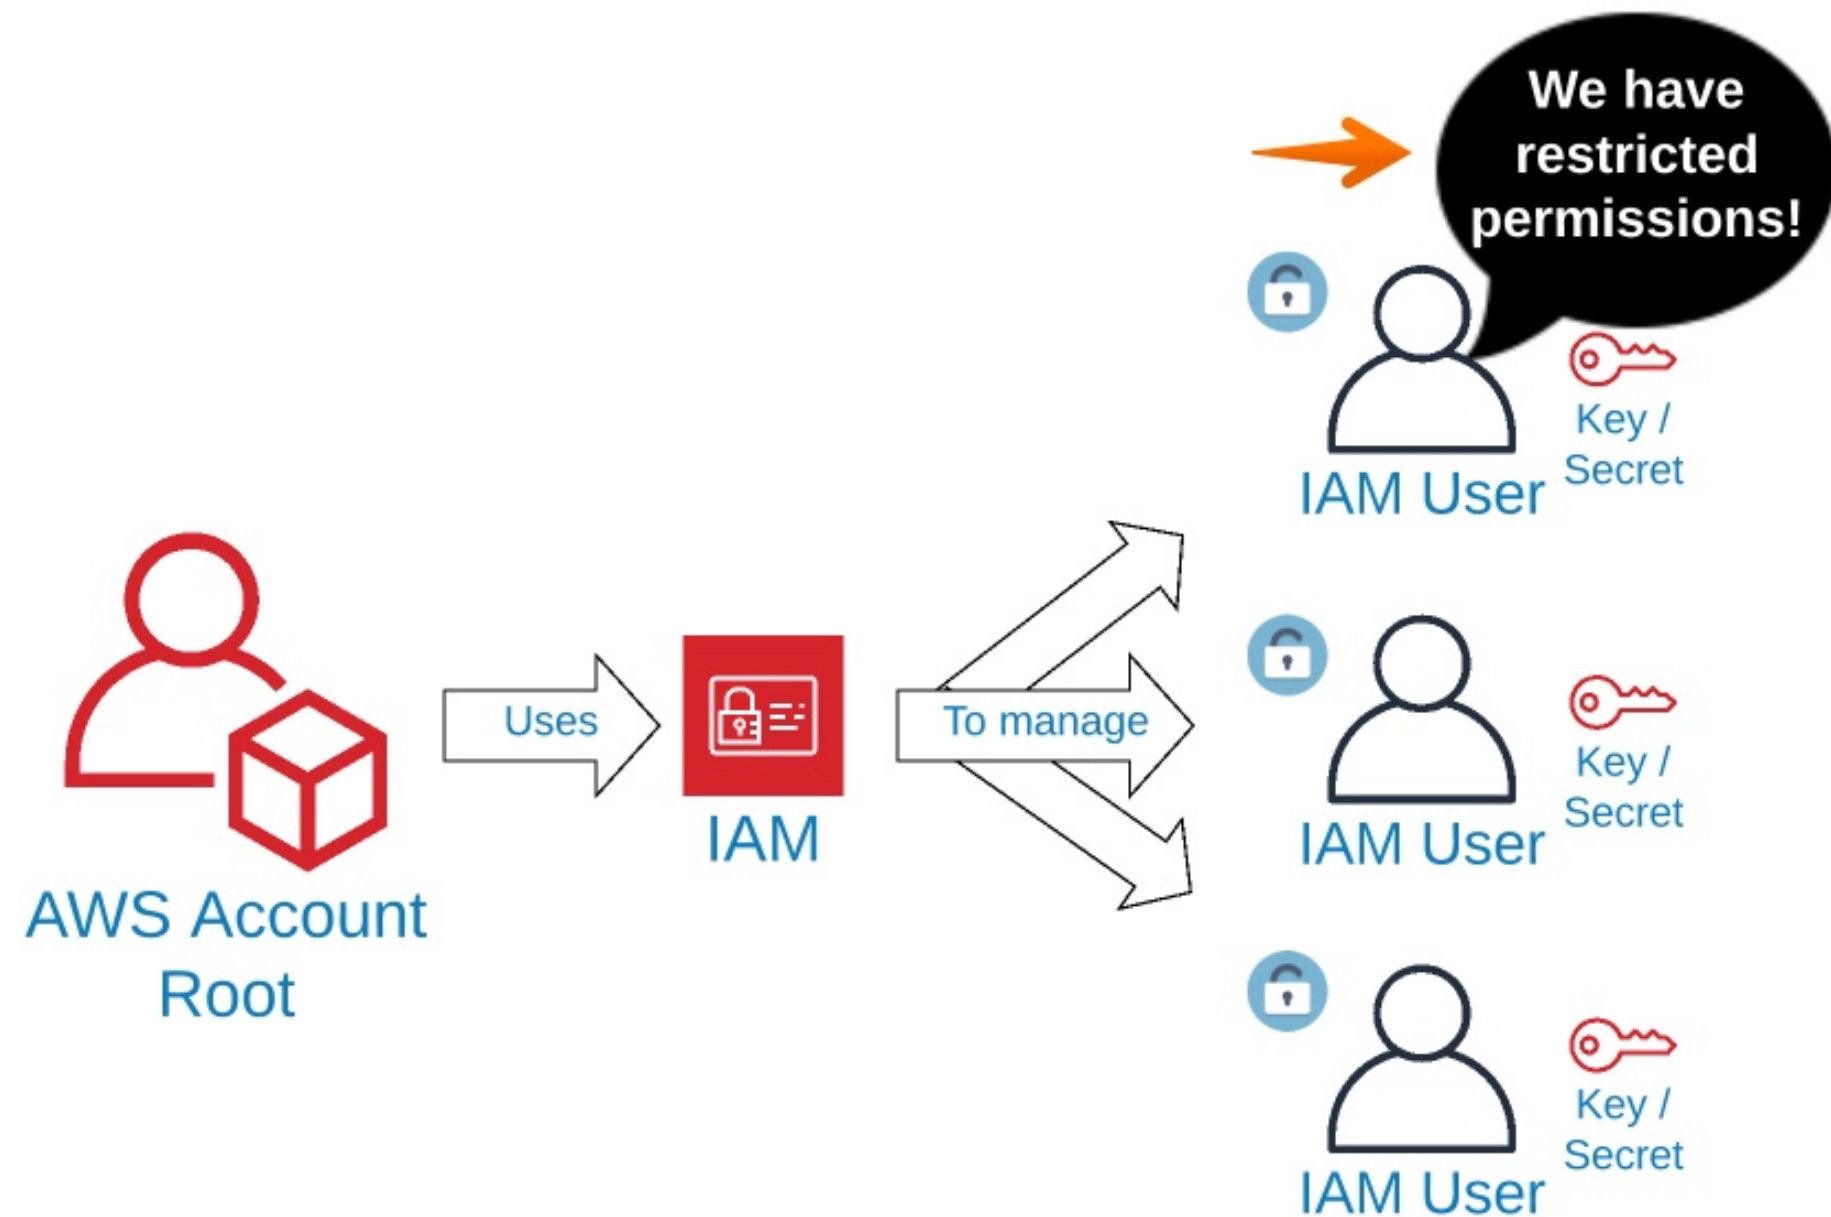 We have
restricted
permissions!
Key /
Secret
IAM User
Uses
To manage
IAM
AWS Account
Root
Key /
Secret
IAM User
Key /
Secret
IAM User